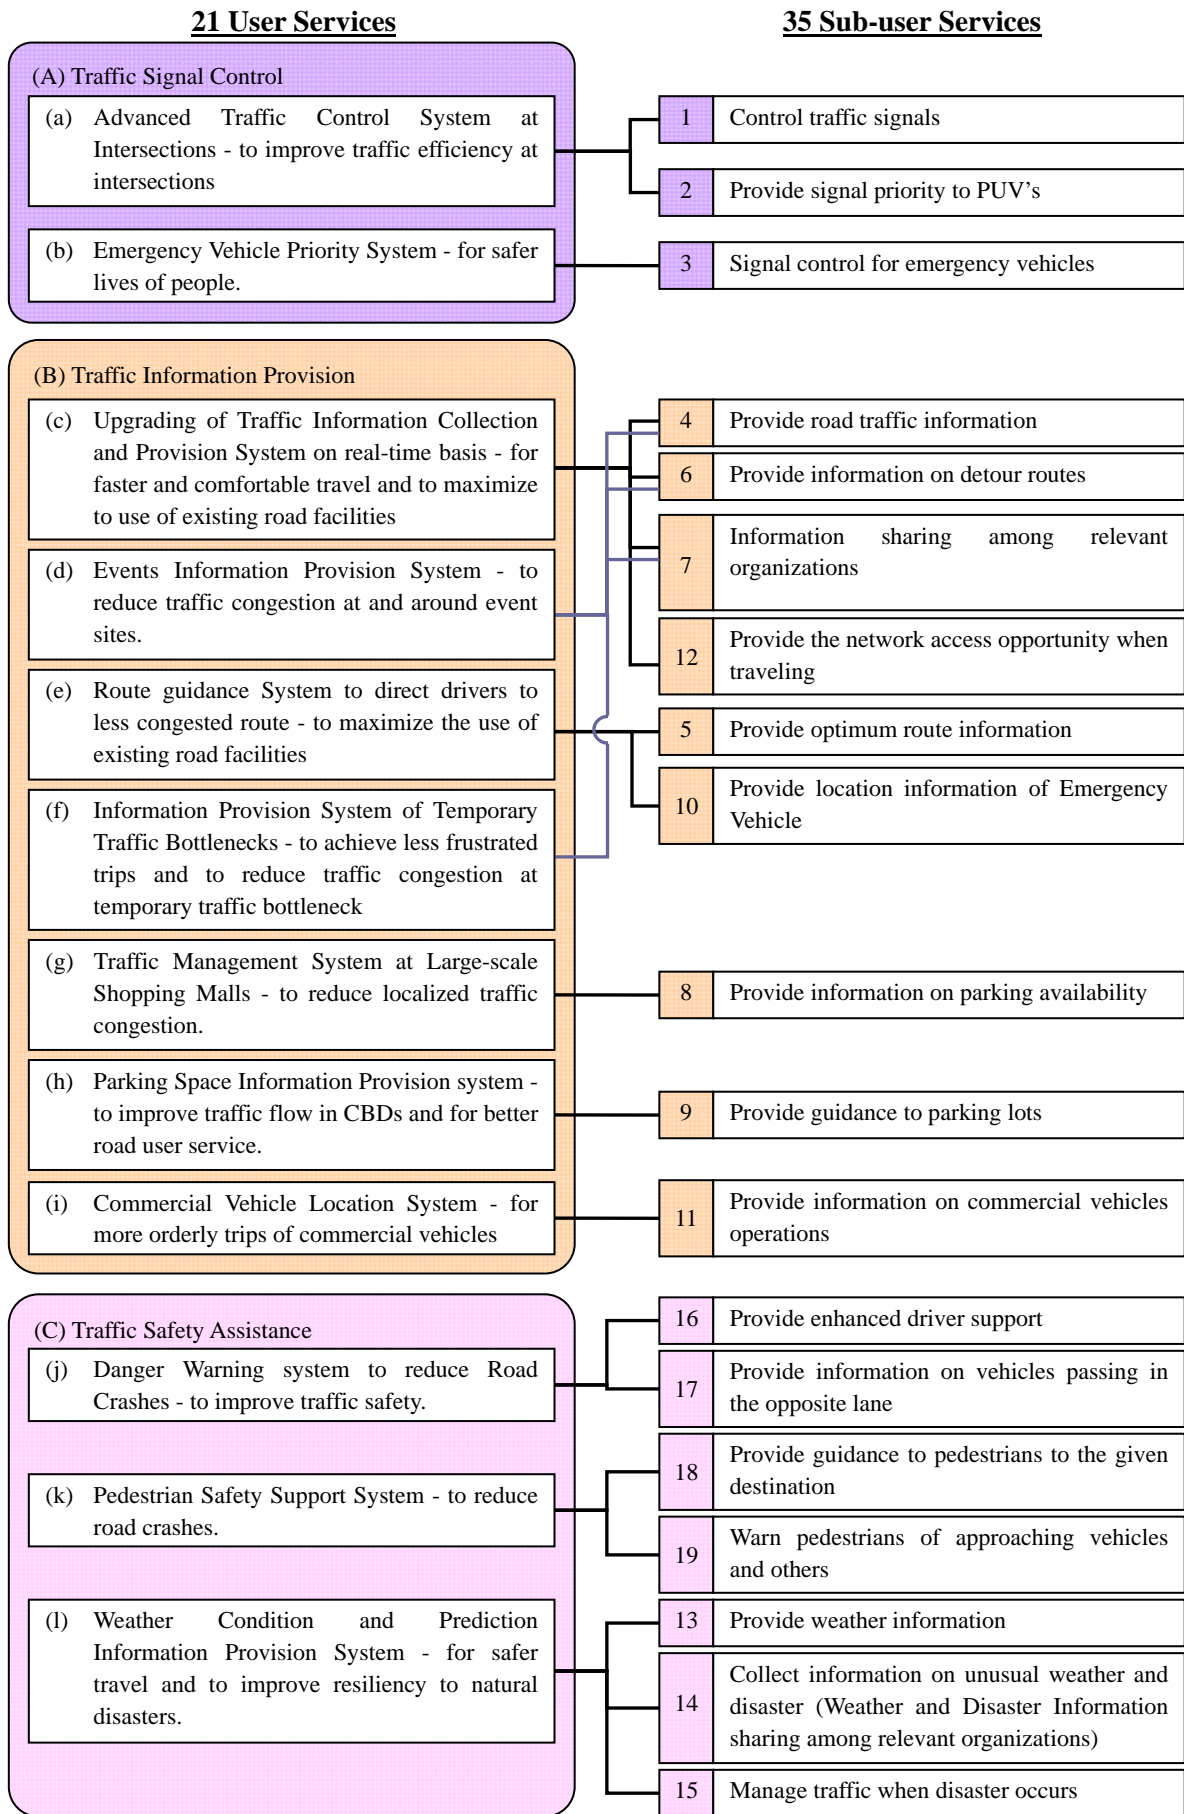 21 User Services
35 Sub-user Services
(A) Traffic Signal Control
(a) Advanced Traffic Control System at
Intersections - to improve traffic efficiency at
intersections
1 Control traffic signals
2 Provide signal priority to PUV’s
(b) Emergency Vehicle Priority System - for safer
lives of people.
3 Signal control for emergency vehicles
(B) Traffic Information Provision
(c) Upgrading of Traffic Information Collection
and Provision System on real-time basis - for
faster and comfortable travel and to maximize
to use of existing road facilities
4 Provide road traffic information
6 Provide information on detour routes
7 Information sharing among relevant
organizations
(d) Events Information Provision System - to
reduce traffic congestion at and around event
sites.
12 Provide the network access opportunity when
traveling
(e) Route guidance System to direct drivers to
less congested route - to maximize the use of
existing road facilities
5 Provide optimum route information
10 Provide location information of Emergency
Vehicle
(f) Information Provision System of Temporary
Traffic Bottlenecks - to achieve less frustrated
trips and to reduce traffic congestion at
temporary traffic bottleneck
(g) Traffic Management System at Large-scale
Shopping Malls - to reduce localized traffic
congestion.
8 Provide information on parking availability
(h) Parking Space Information Provision system -
to improve traffic flow in CBDs and for better
road user service.
9 Provide guidance to parking lots
(i) Commercial Vehicle Location System - for
more orderly trips of commercial vehicles
11 Provide information on commercial vehicles
operations
(C) Traffic Safety Assistance
(j) Danger Warning system to reduce Road
Crashes - to improve traffic safety.
16 Provide enhanced driver support
17 Provide information on vehicles passing in
the opposite lane
(k) Pedestrian Safety Support System - to reduce
road crashes.
18 Provide guidance to pedestrians to the given
destination
19 Warn pedestrians of approaching vehicles
and others
(l) Weather Condition and Prediction
Information Provision System - for safer
travel and to improve resiliency to natural
disasters.
13 Provide weather information
14 Collect information on unusual weather and
disaster (Weather and Disaster Information
sharing among relevant organizations)
15 Manage traffic when disaster occurs